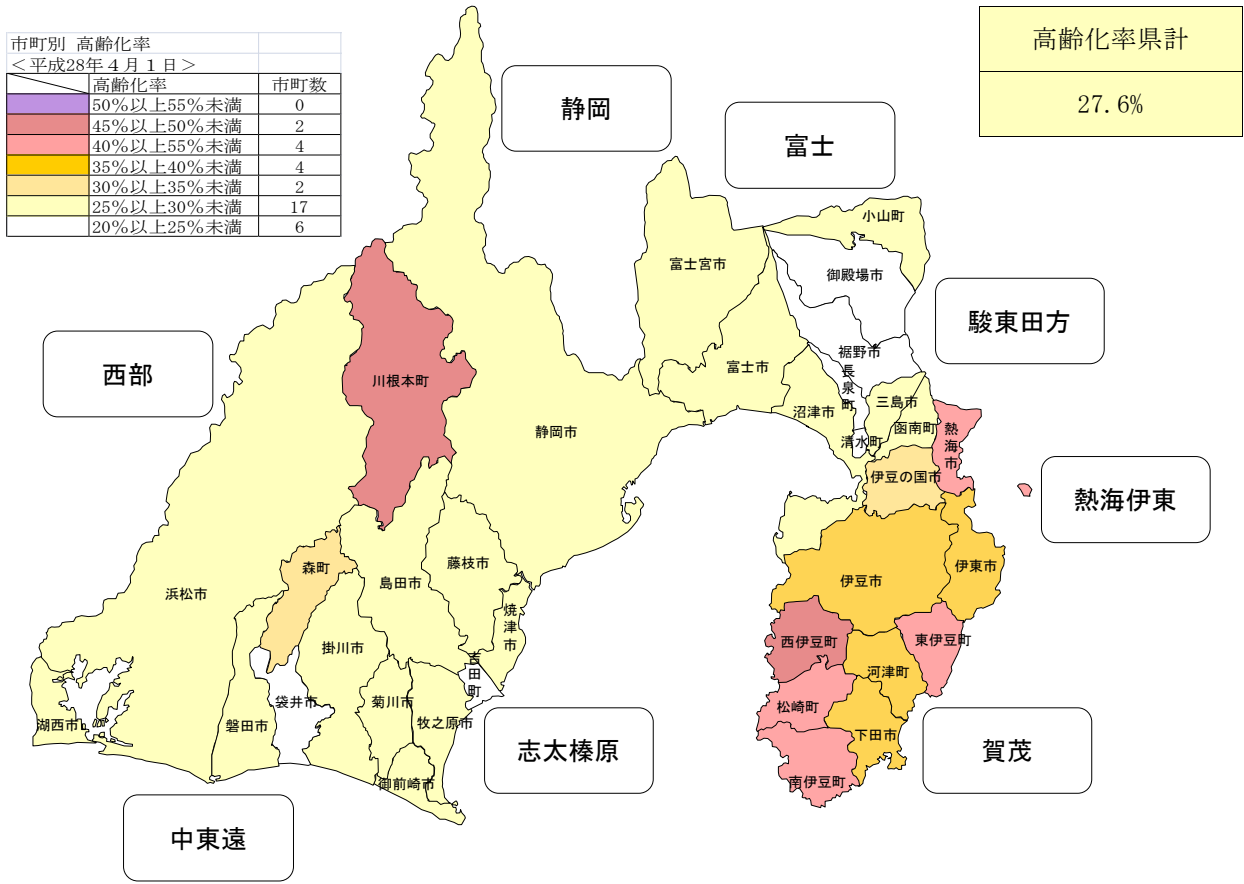 市町別 高齢化率
＜平成28年４月１日＞
高齢化率 市町数
50%以上55%未満 0
45%以上50%未満 2
40%以上55%未満 4
35%以上40%未満 4
30%以上35%未満 2
25%以上30%未満 17
20%以上25%未満 6
高齢化率県計
27.6%
静岡
富士
駿東田方
西部
熱海伊東
志太榛原
賀茂
中東遠
小山町
富士宮市
御殿場市
裾野市
富士市
長泉町
川根本町
三島市
沼津市
函南町
静岡市
清水町
熱海市
伊豆の国市
藤枝市
森町
島田市
伊豆市
伊東市
浜松市
焼津市
西伊豆町
東伊豆町
掛川市
吉田町
河津町
袋井市
菊川市
松崎町
湖西市
磐田市
牧之原市
下田市
御前崎市
南伊豆町